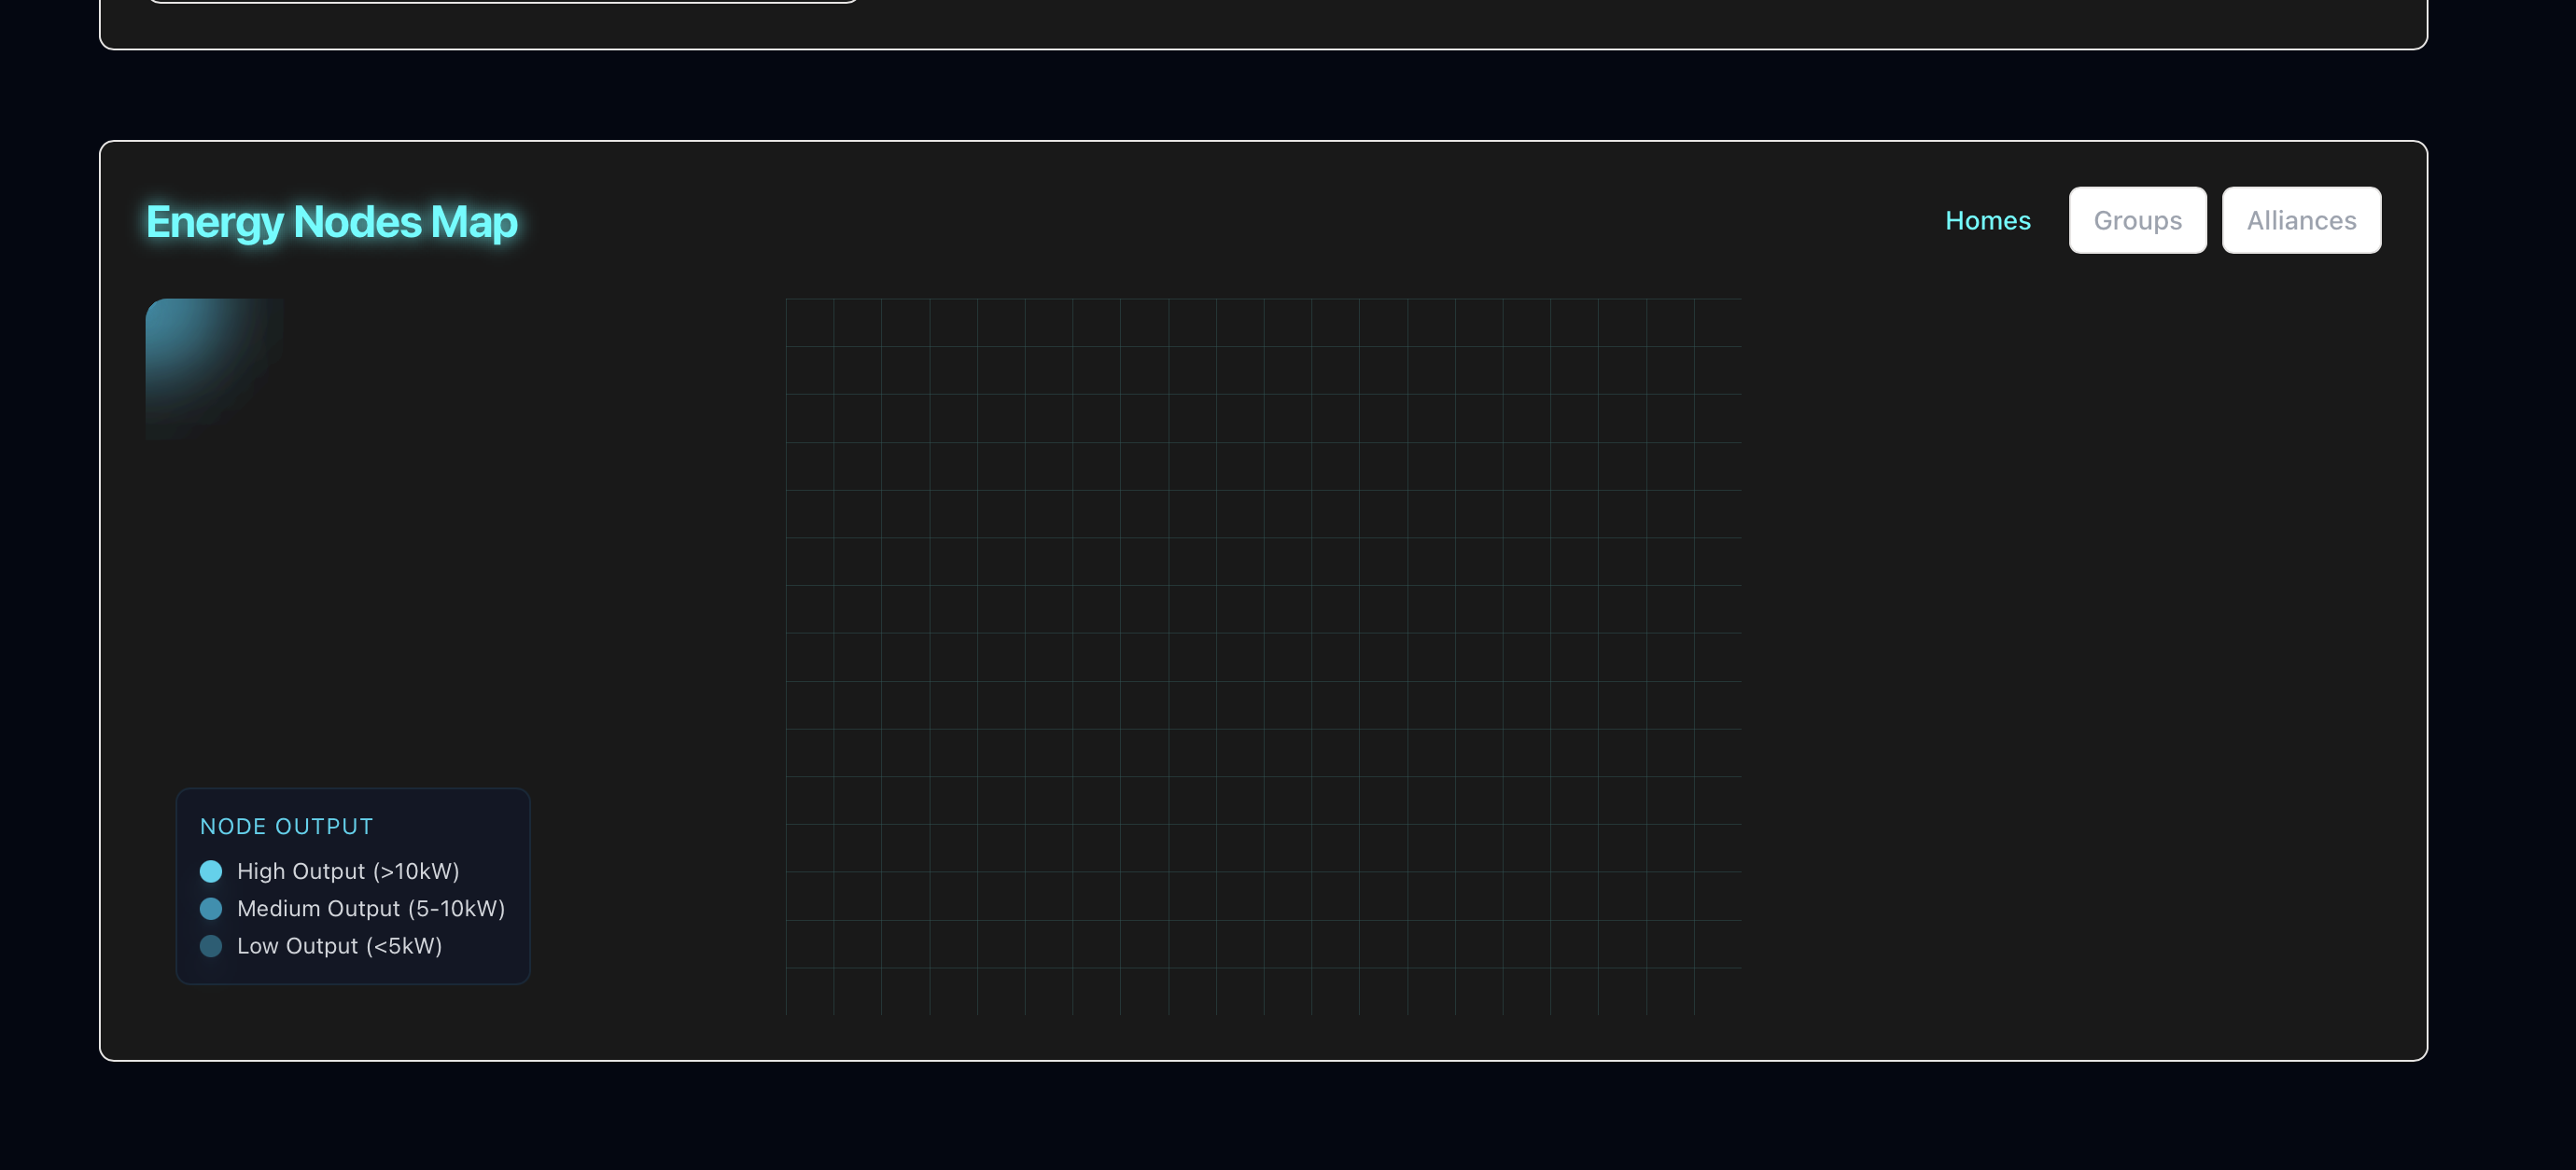 Energy Nodes Map
Homes
Groups
Alliances
NODE OUTPUT
High Output (>10kW)
Medium Output (5-10kW)
Low Output (<5kW)